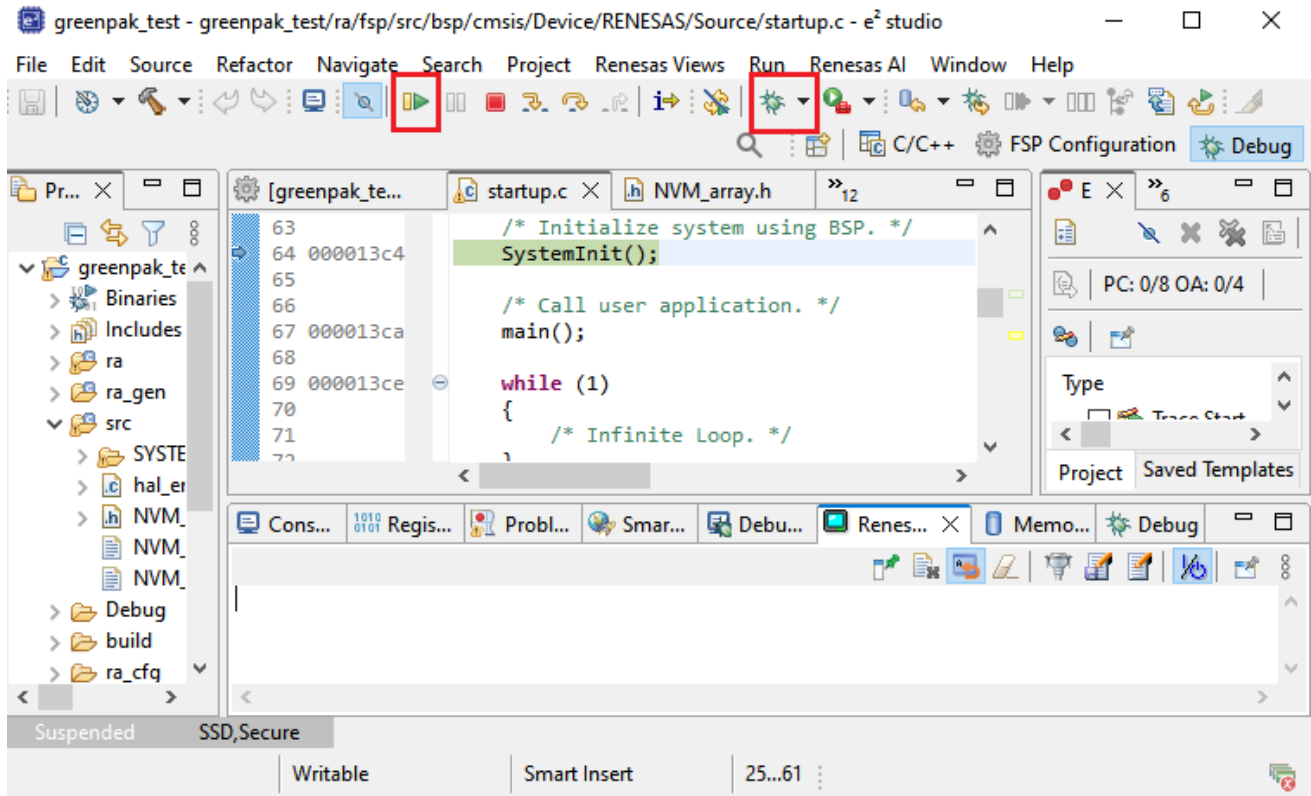 greenpak_test - greenpak_test/ra/fsp/src/bsp/cmsis/Device/RENESAS/Source/startup.c - e² studio
File Edit Source Refactor Navigate Search Project Renesas Views Run Renesas AI Window Help
C/C++ FSP Configuration Debug
Pr...
[greenpak_te... startup.c NVM_array.h »12
E »6
greenpak_te
Binaries
Includes
ra
ra_gen
src
SYSTE
hal_er
NVM_
NVM_
NVM_
Debug
build
ra_cfg
63 /* Initialize system using BSP. */
64 000013c4 SystemInit();
65
66 /* Call user application. */
67 000013ca main();
68
69 000013ce while (1)
70 {
71 /* Infinite Loop. */
72 }
PC: 0/8 OA: 0/4
Type
Trace Start
Project Saved Templates
Cons... Regis... Probl... Smar... Debu... Renes... Memo... Debug
Suspended SSD,Secure
Writable Smart Insert 25...61